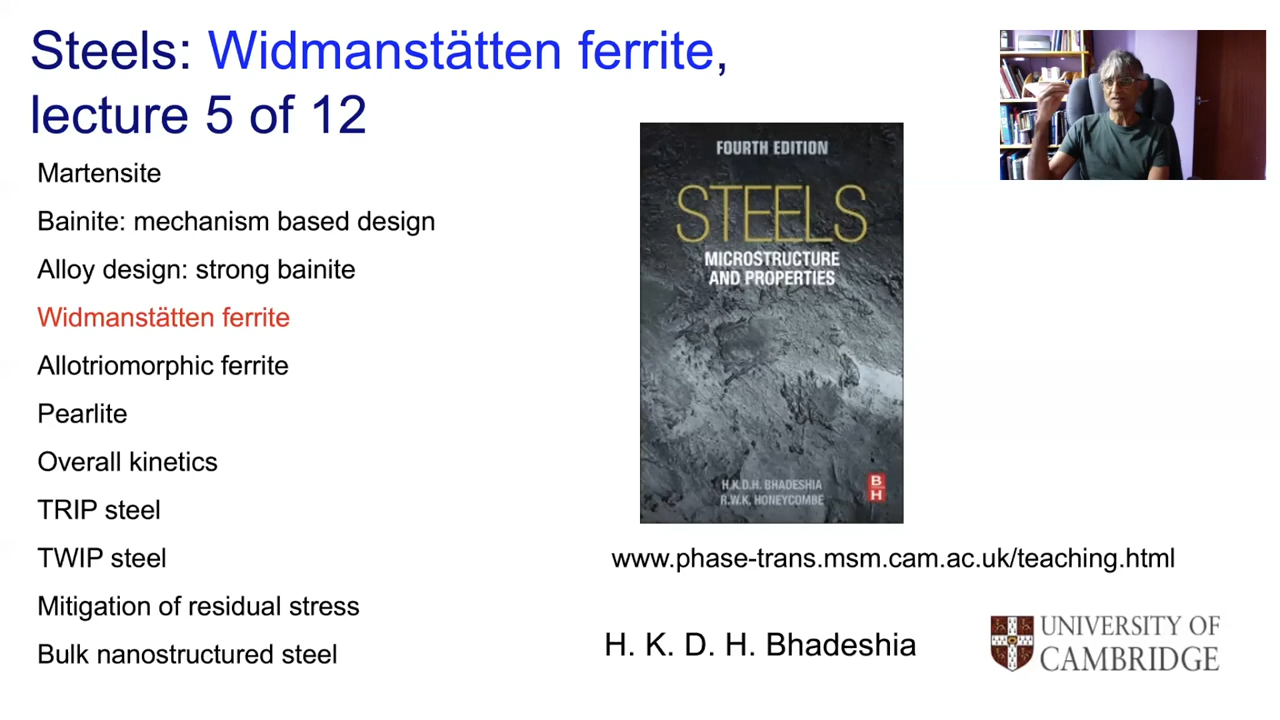 Steels: Widmanstätten ferrite,
lecture 5 of 12
Martensite
Bainite: mechanism based design
Alloy design: strong bainite
Widmanstätten ferrite
Allotriomorphic ferrite
Pearlite
Overall kinetics
TRIP steel
TWIP steel
Mitigation of residual stress
Bulk nanostructured steel
FOURTH EDITION
STEELS
MICROSTRUCTURE
AND PROPERTIES
H.K.D.H. BHADESHIA
R.W.K. HONEYCOMBE
B
H
www.phase-trans.msm.cam.ac.uk/teaching.html
H. K. D. H. Bhadeshia
UNIVERSITY OF
CAMBRIDGE